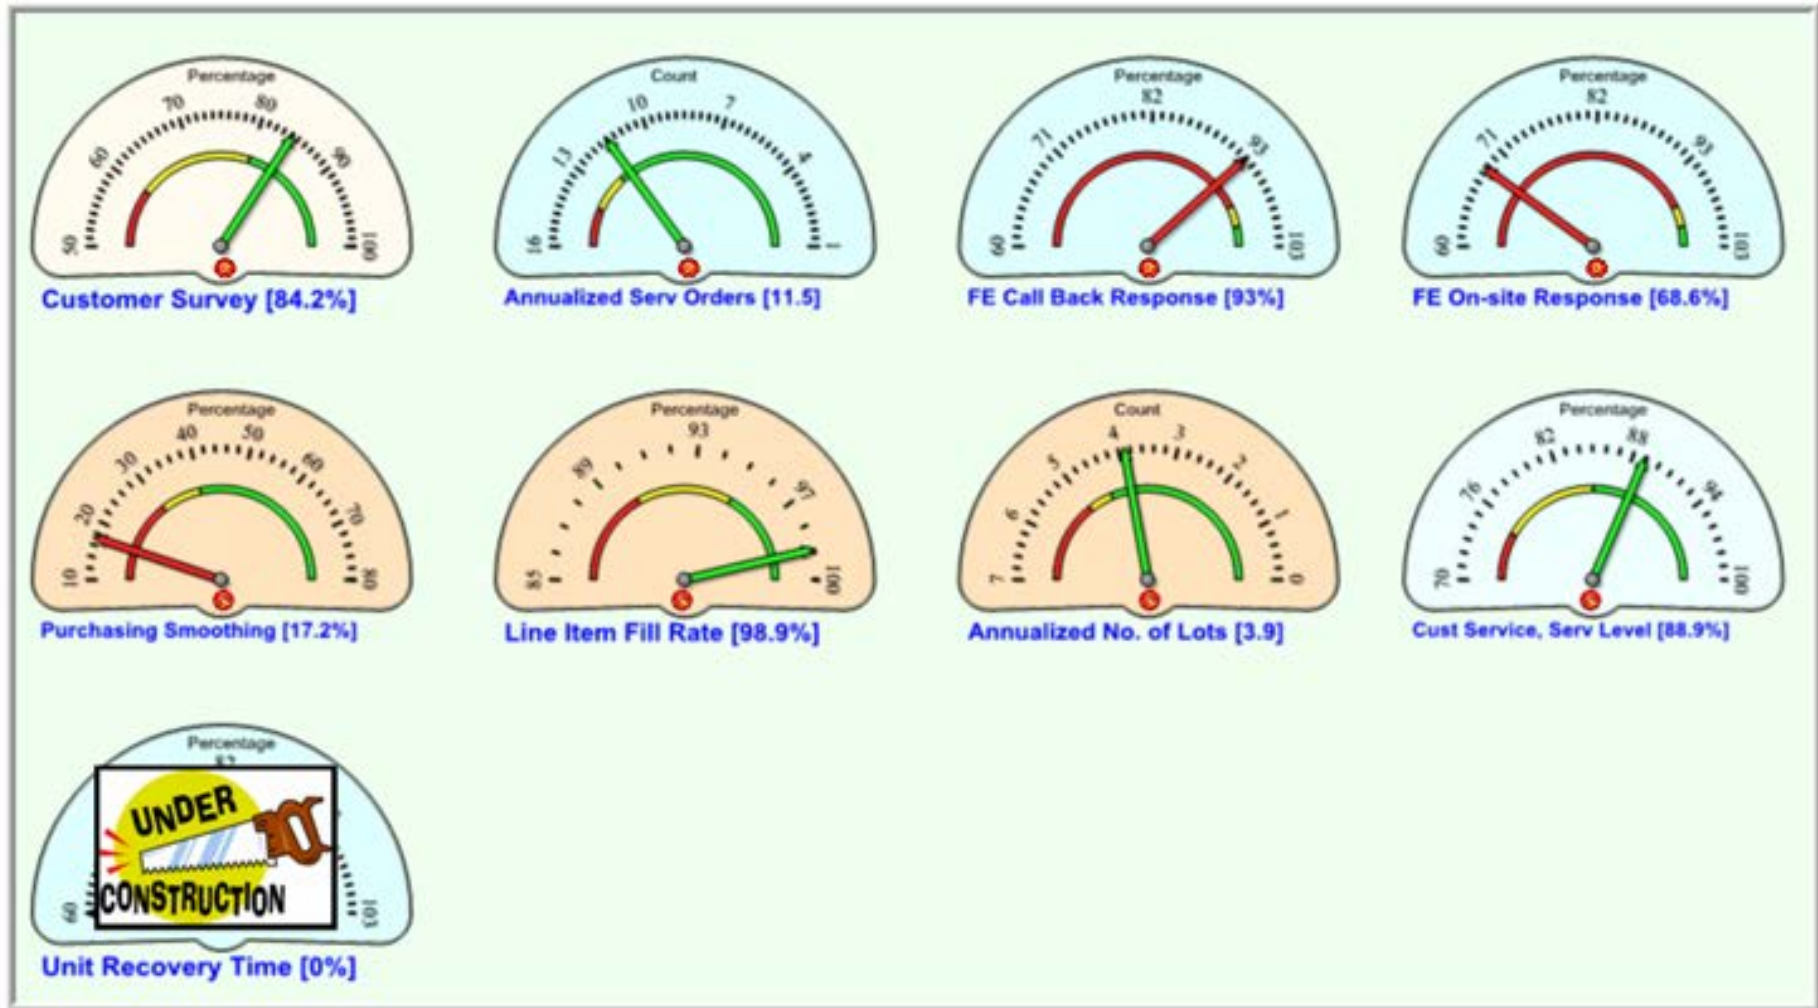 Percentage
50 60 70 80 90 100
Customer Survey [84.2%]
Count
16 13 10 7 4 1
Annualized Serv Orders [11.5]
Percentage
60 71 82 93 103
FE Call Back Response [93%]
Percentage
60 71 82 93 103
FE On-site Response [68.6%]
Percentage
10 20 30 40 50 60 70 80
Purchasing Smoothing [17.2%]
Percentage
85 89 93 97 100
Line Item Fill Rate [98.9%]
Count
7 6 5 4 3 2 1 0
Annualized No. of Lots [3.9]
Percentage
70 76 82 88 94 100
Cust Service, Serv Level [88.9%]
Percentage
60 103
UNDER
CONSTRUCTION
Unit Recovery Time [0%]